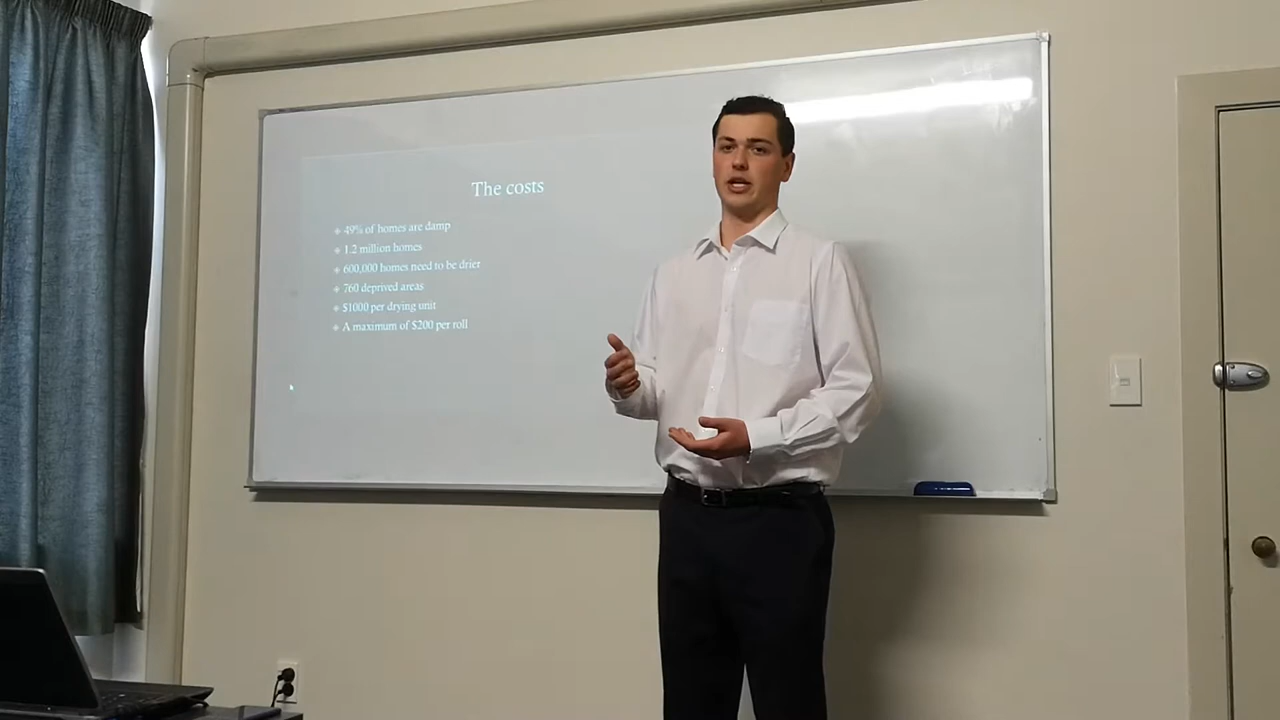 The costs
49% of homes are damp
1.2 million homes
600,000 homes need to be drier
760 deprived areas
$1000 per drying unit
A maximum of $200 per roll